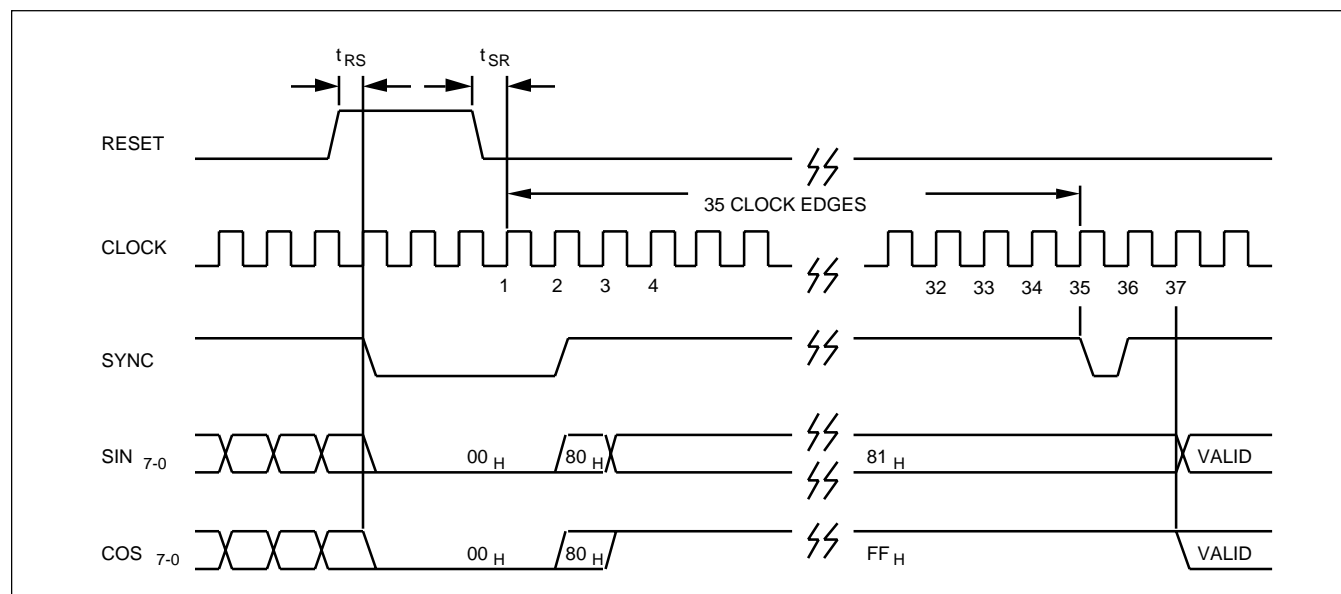 t RS
t SR
RESET
35 CLOCK EDGES
CLOCK
1 2 3 4 32 33 34 35 36 37
SYNC
SIN 7-0 00 H 80 H 81 H VALID
COS 7-0 00 H 80 H FF H VALID